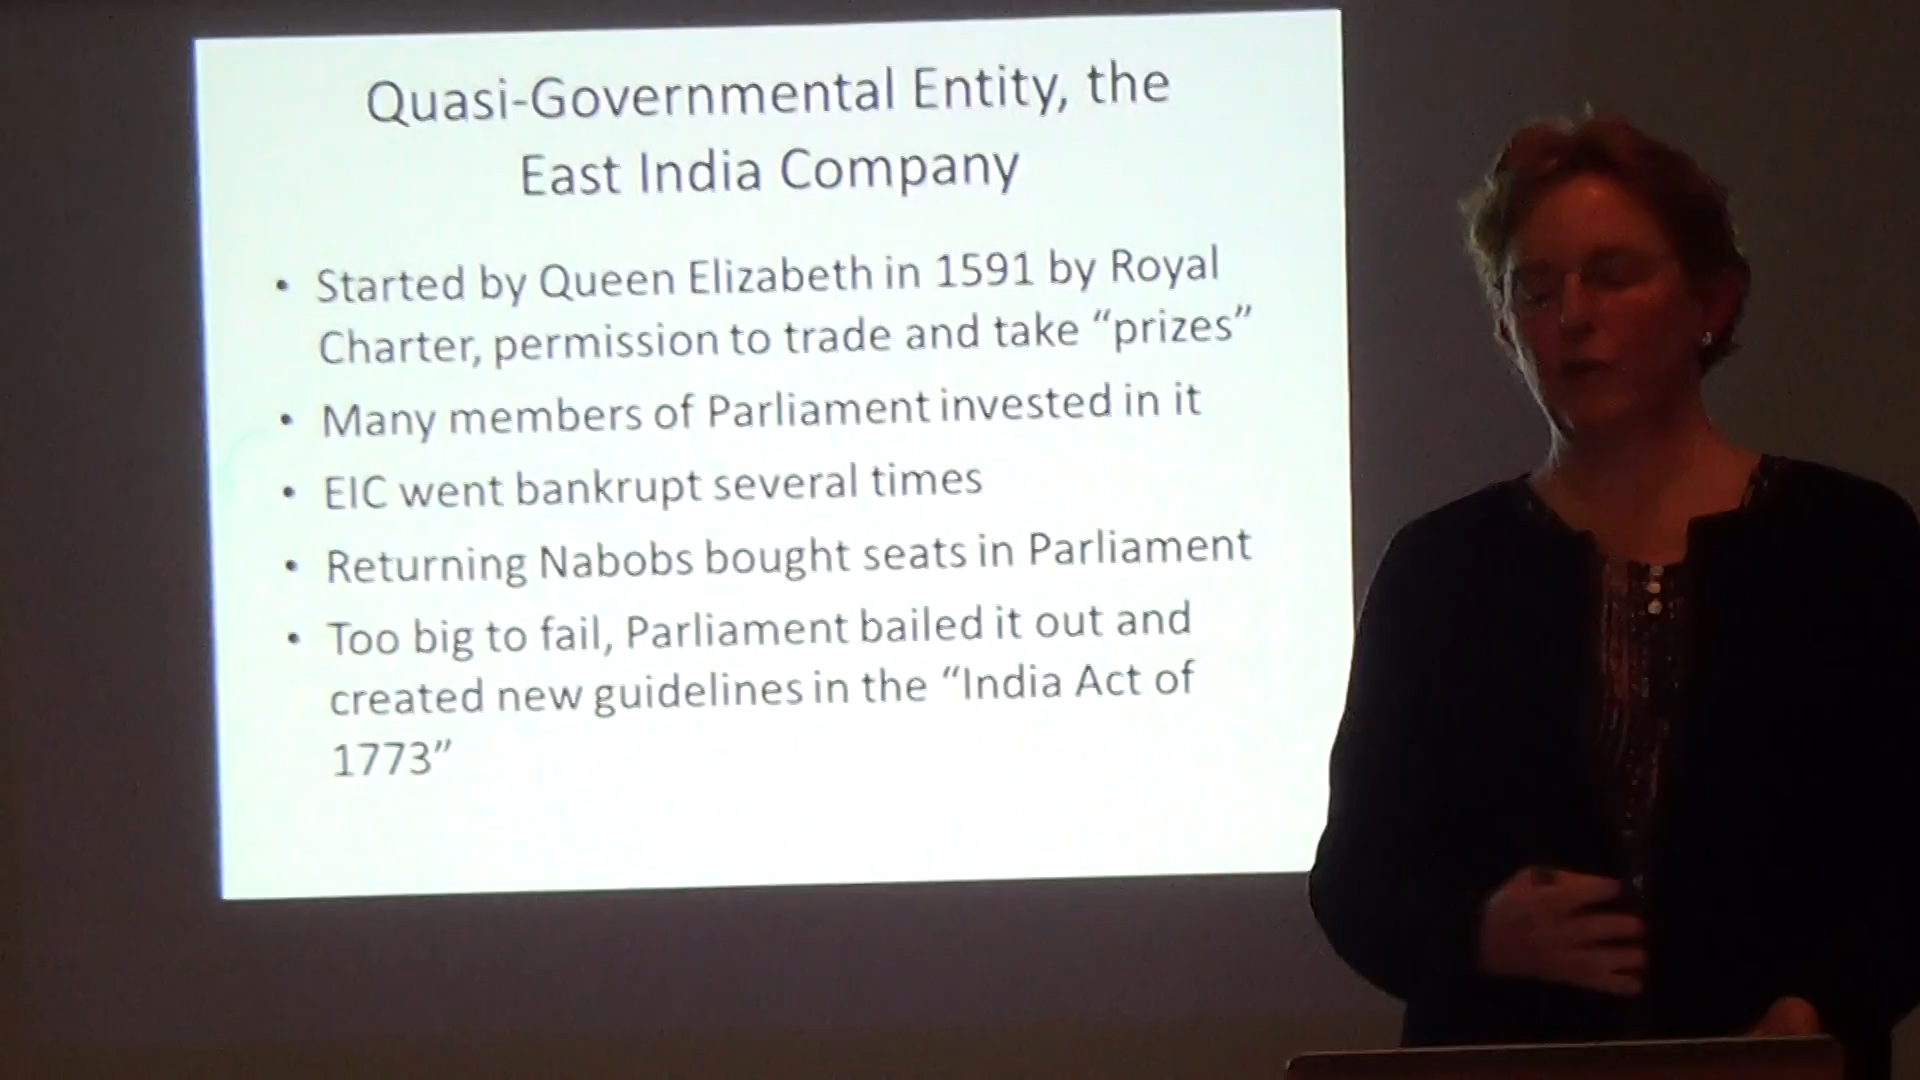 Quasi-Governmental Entity, the
East India Company
• Started by Queen Elizabeth in 1591 by Royal
Charter, permission to trade and take “prizes”
• Many members of Parliament invested in it
• EIC went bankrupt several times
• Returning Nabobs bought seats in Parliament
• Too big to fail, Parliament bailed it out and
created new guidelines in the “India Act of
1773”